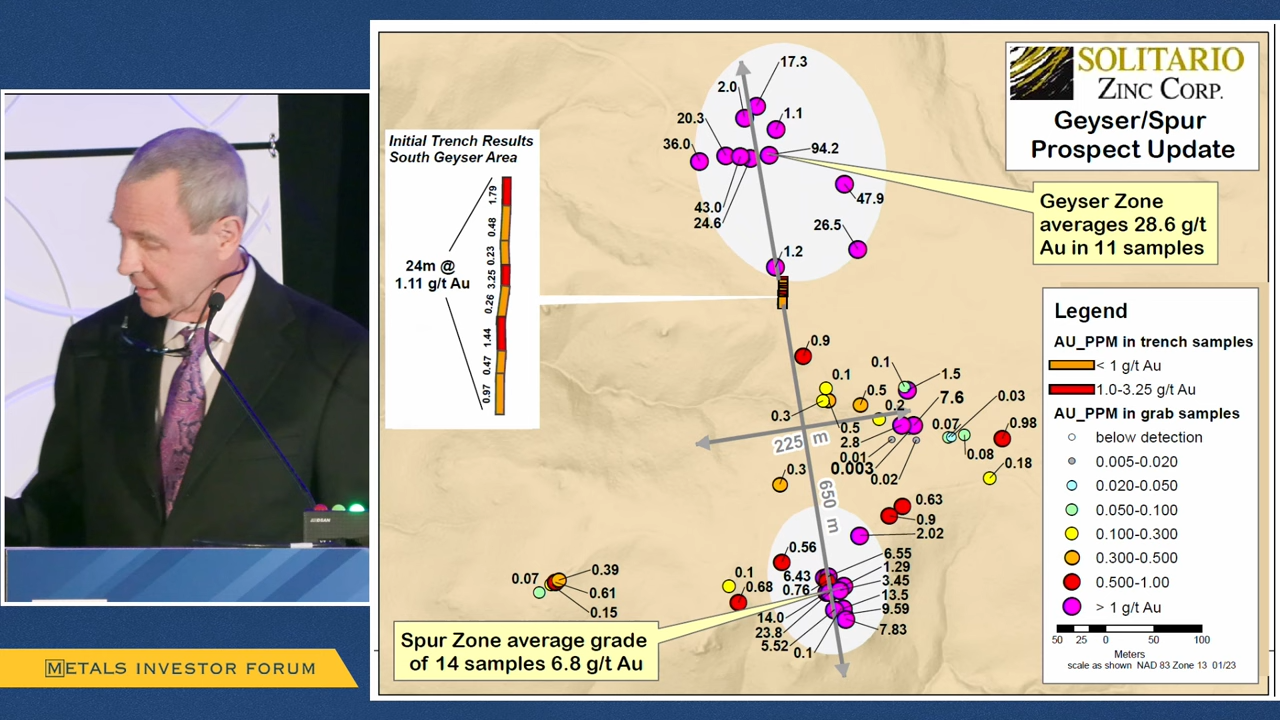 SOLITARIO
ZINC CORP.
Geyser/Spur
Prospect Update
Initial Trench Results
South Geyser Area
1.79
0.48
0.23
3.25
0.26
1.44
0.47
0.97
24m @
1.11 g/t Au
17.3
2.0
1.1
20.3
36.0
94.2
47.9
43.0
24.6
26.5
1.2
Geyser Zone
averages 28.6 g/t
Au in 11 samples
0.9
0.1
0.1
1.5
0.5
0.2
7.6
0.03
0.3
0.5
0.07
0.98
225 m
2.8
0.01
0.003
0.02
0.08
0.18
0.3
650 m
0.63
0.9
2.02
0.56
6.55
1.29
6.43
0.76
3.45
13.5
9.59
7.83
14.0
23.8
5.52
0.1
0.1
0.68
0.07
0.39
0.61
0.15
Spur Zone average grade
of 14 samples 6.8 g/t Au
Legend
AU_PPM in trench samples
< 1 g/t Au
1.0-3.25 g/t Au
AU_PPM in grab samples
below detection
0.005-0.020
0.020-0.050
0.050-0.100
0.100-0.300
0.300-0.500
0.500-1.00
> 1 g/t Au
50 25 0 50 100
Meters
scale as shown NAD 83 Zone 13 01/23
METALS INVESTOR FORUM